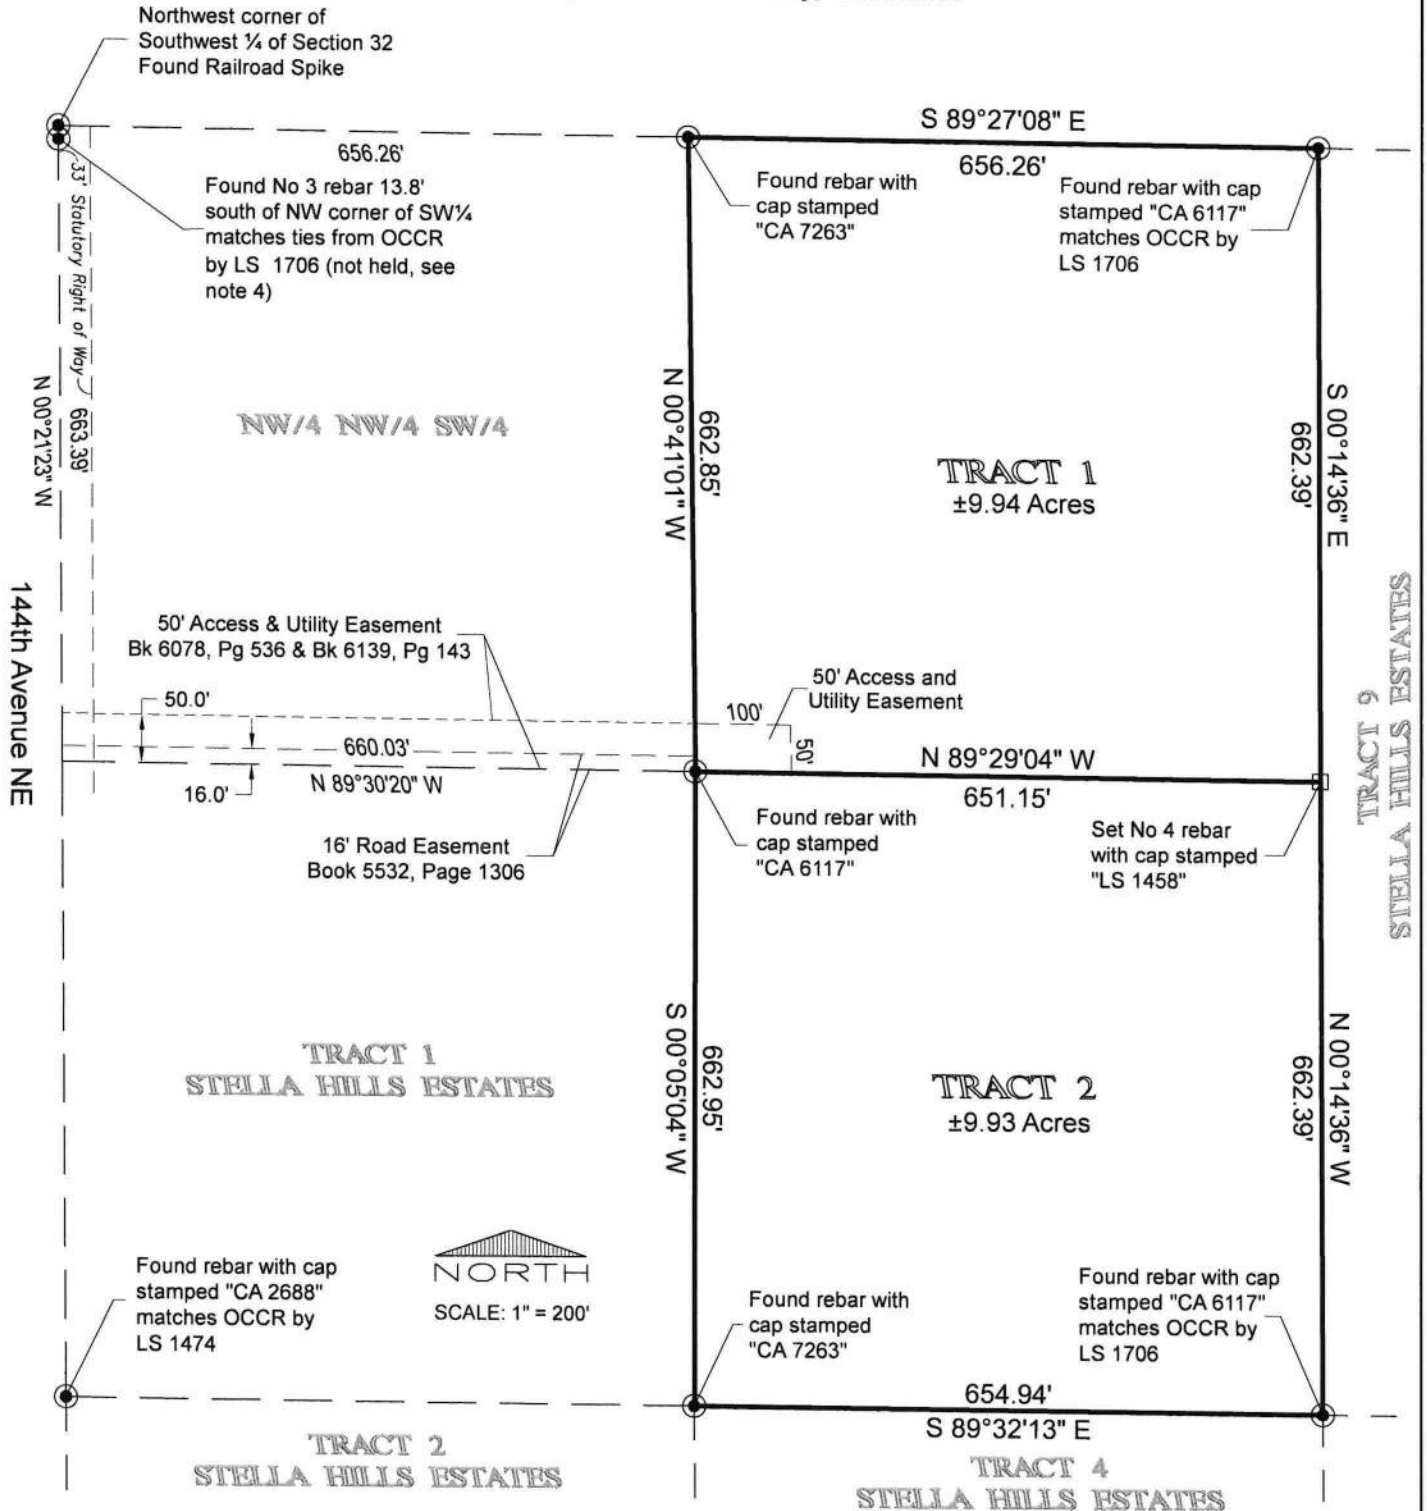 Northwest corner of
Southwest ¼ of Section 32
Found Railroad Spike
S 89°27'08" E
656.26'
656.26'
Found No 3 rebar 13.8'
south of NW corner of SW¼
matches ties from OCCR
by LS 1706 (not held, see
note 4)
Found rebar with
cap stamped
"CA 7263"
Found rebar with cap
stamped "CA 6117"
matches OCCR by
LS 1706
33' Statutory Right of Way
663.39'
N 00°21'23" W
NW/4 NW/4 SW/4
662.85'
N 00°41'01" W
TRACT 1
±9.94 Acres
S 00°14'36" E
662.39'
144th Avenue NE
50' Access & Utility Easement
Bk 6078, Pg 536 & Bk 6139, Pg 143
50' Access and
Utility Easement
50.0'
100'
50'
660.03'
N 89°30'20" W
16.0'
N 89°29'04" W
651.15'
TRACT 9
STELLA HILLS ESTATES
16' Road Easement
Book 5532, Page 1306
Found rebar with
cap stamped
"CA 6117"
Set No 4 rebar
with cap stamped
"LS 1458"
TRACT 1
STELLA HILLS ESTATES
662.95'
S 00°05'04" W
TRACT 2
±9.93 Acres
N 00°14'36" W
662.39'
Found rebar with cap
stamped "CA 2688"
matches OCCR by
LS 1474
NORTH
SCALE: 1" = 200'
Found rebar with
cap stamped
"CA 7263"
Found rebar with cap
stamped "CA 6117"
matches OCCR by
LS 1706
654.94'
S 89°32'13" E
TRACT 2
STELLA HILLS ESTATES
TRACT 4
STELLA HILLS ESTATES